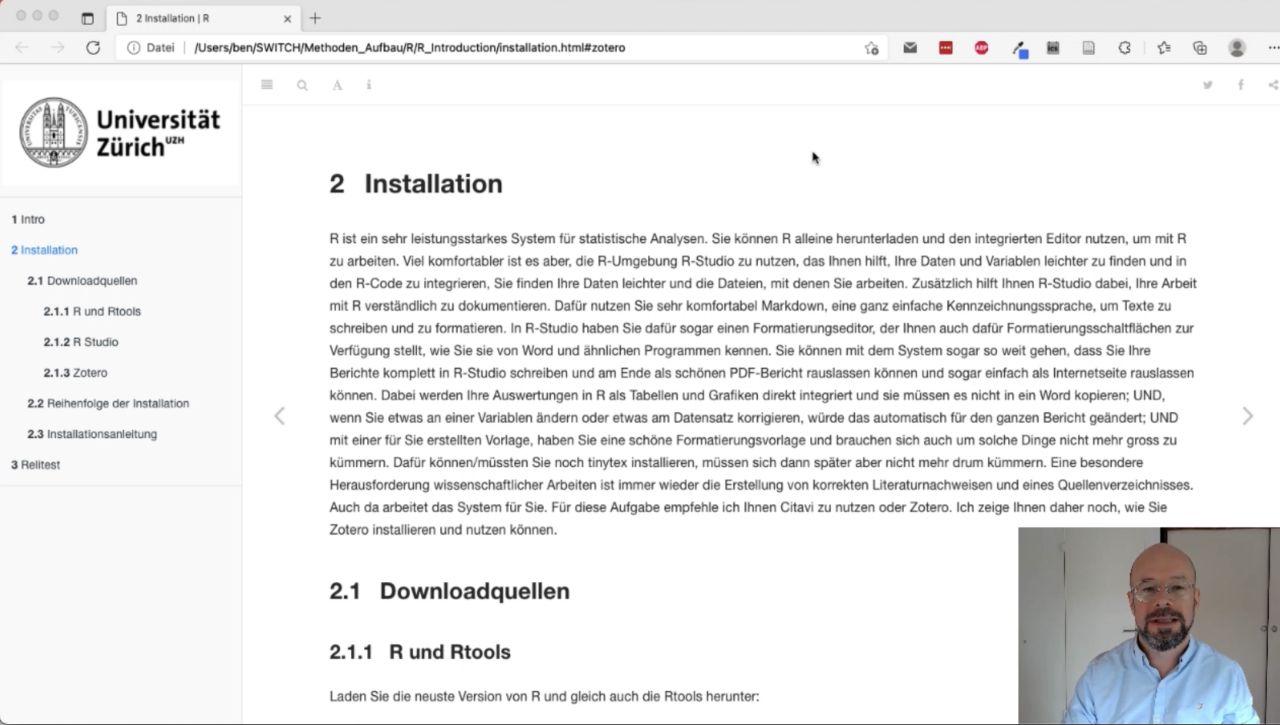 2 Installation | R
Datei /Users/ben/SWITCH/Methoden_Aufbau/R/R_Introduction/installation.html#zotero
ABP
Universität
Zürich UZH
1 Intro
2 Installation
2.1 Downloadquellen
2.1.1 R und Rtools
2.1.2 R Studio
2.1.3 Zotero
2.2 Reihenfolge der Installation
2.3 Installationsanleitung
3 Relitest
2 Installation
R ist ein sehr leistungsstarkes System für statistische Analysen. Sie können R alleine herunterladen und den integrierten Editor nutzen, um mit R
zu arbeiten. Viel komfortabler ist es aber, die R-Umgebung R-Studio zu nutzen, das Ihnen hilft, Ihre Daten und Variablen leichter zu finden und in
den R-Code zu integrieren, Sie finden Ihre Daten leichter und die Dateien, mit denen Sie arbeiten. Zusätzlich hilft Ihnen R-Studio dabei, Ihre Arbeit
mit R verständlich zu dokumentieren. Dafür nutzen Sie sehr komfortabel Markdown, eine ganz einfache Kennzeichnungssprache, um Texte zu
schreiben und zu formatieren. In R-Studio haben Sie dafür sogar einen Formatierungseditor, der Ihnen auch dafür Formatierungsschaltflächen zur
Verfügung stellt, wie Sie sie von Word und ähnlichen Programmen kennen. Sie können mit dem System sogar so weit gehen, dass Sie Ihre
Berichte komplett in R-Studio schreiben und am Ende als schönen PDF-Bericht rauslassen können und sogar einfach als Internetseite rauslassen
können. Dabei werden Ihre Auswertungen in R als Tabellen und Grafiken direkt integriert und sie müssen es nicht in ein Word kopieren; UND,
wenn Sie etwas an einer Variablen ändern oder etwas am Datensatz korrigieren, würde das automatisch für den ganzen Bericht geändert; UND
mit einer für Sie erstellten Vorlage, haben Sie eine schöne Formatierungsvorlage und brauchen sich auch um solche Dinge nicht mehr gross zu
kümmern. Dafür können/müssten Sie noch tinytex installieren, müssen sich dann später aber nicht mehr drum kümmern. Eine besondere
Herausforderung wissenschaftlicher Arbeiten ist immer wieder die Erstellung von korrekten Literaturnachweisen und eines Quellenverzeichnisses.
Auch da arbeitet das System für Sie. Für diese Aufgabe empfehle ich Ihnen Citavi zu nutzen oder Zotero. Ich zeige Ihnen daher noch, wie Sie
Zotero installieren und nutzen können.
2.1 Downloadquellen
2.1.1 R und Rtools
Laden Sie die neuste Version von R und gleich auch die Rtools herunter: